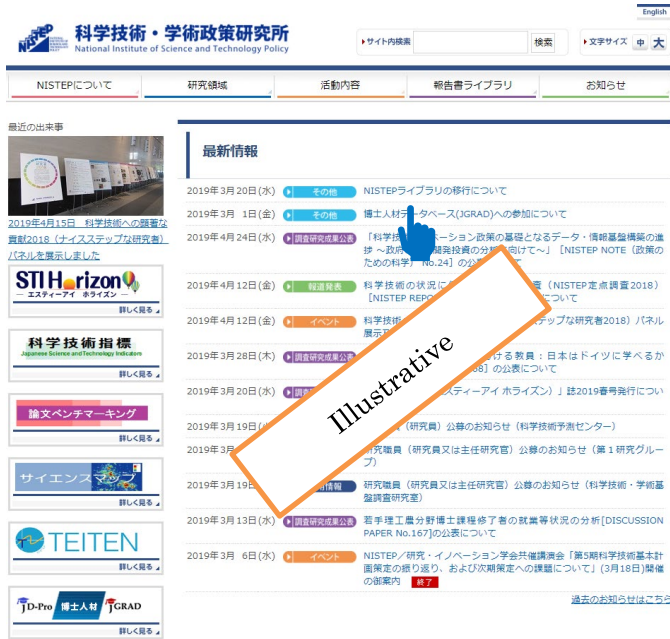 English
NISTEP
科学技術・学術政策研究所
National Institute of Science and Technology Policy
サイト内検索
検索
文字サイズ 中 大
NISTEPについて 研究領域 活動内容 報告書ライブラリ お知らせ
最近の出来事
2019年4月15日 科学技術への顕著な
貢献2018（ナイスステップな研究者）
パネルを展示しました
STI Horizon
エスティーアイ ホライズン
詳しく見る
科学技術指標
Japanese Science and Technology Indicators
詳しく見る
論文ベンチマーキング
詳しく見る
サイエンスマップ
詳しく見る
TEITEN
詳しく見る
JD-Pro 博士人材 JGRAD
詳しく見る
最新情報
2019年3月20日(水) その他 NISTEPライブラリの移行について
2019年3月 1日(金) その他 博士人材データベース(JGRAD)への参加について
2019年4月24日(水) 調査研究成果公表 「科学技 ーション政策の基礎となるデータ・情報基盤構築の進
捗 ～政府 開発投資の分 向けて～」［NISTEP NOTE（政策の
ための科学） No.24］の公
2019年4月12日(金) 報道発表 科学技術の状況に 査（NISTEP定点調査2018）
［NISTEP REPO について
2019年4月12日(金) イベント 科学技術 ステップな研究者2018）パネル
展示
2019年3月28日(木) 調査研究成果公表 ける教員：日本はドイツに学べるか
の公表について
2019年3月20日(水) スティーアイ ホライズン）」誌2019春号発行につい
2019年3月19日 （研究員）公募のお知らせ（科学技術予測センター）
2019年3月 研究職員（研究員又は主任研究官）公募のお知らせ（第１研究グルー
プ）
2019年3月19日 情報 研究職員（研究員又は主任研究官）公募のお知らせ（科学技術・学術基
盤調査研究室）
2019年3月13日(水) 調査研究成果公表 若手理工農分野博士課程修了者の就業等状況の分析[DISCUSSION
PAPER No.167]の公表について
2019年3月 6日(水) イベント NISTEP／研究・イノベーション学会共催講演会「第5期科学技術基本計
画策定の振り返り、および次期策定への課題について」(3月18日)開催
の御案内 終了
過去のお知らせはこちら
Illustrative